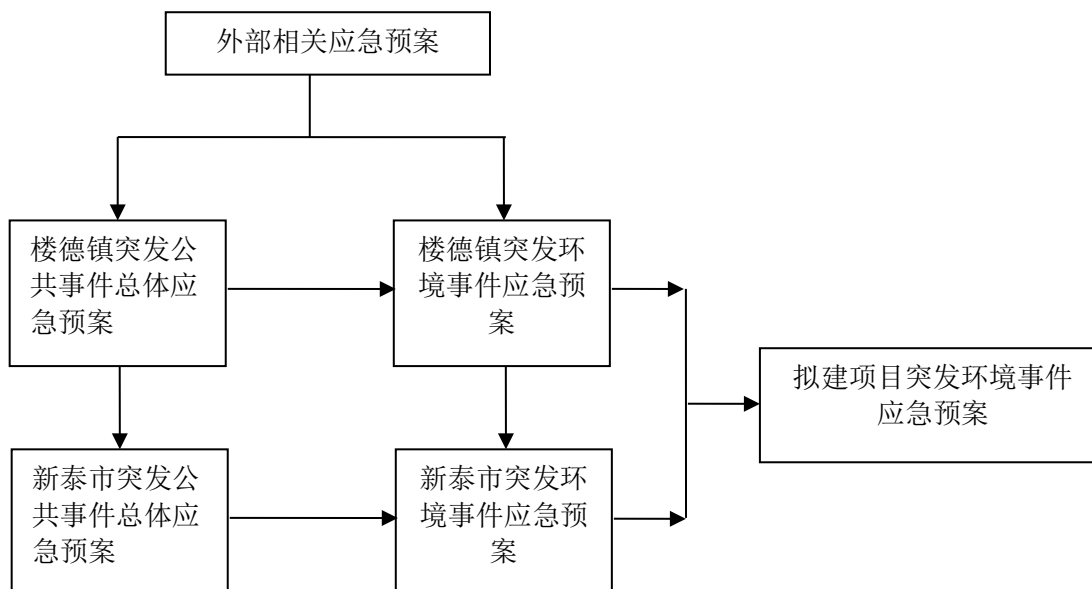 外部相关应急预案
楼德镇突发公
共事件总体应
急预案
楼德镇突发环
境事件应急预
案
拟建项目突发环境事件
应急预案
新泰市突发公
共事件总体应
急预案
新泰市突发环
境事件应急预
案